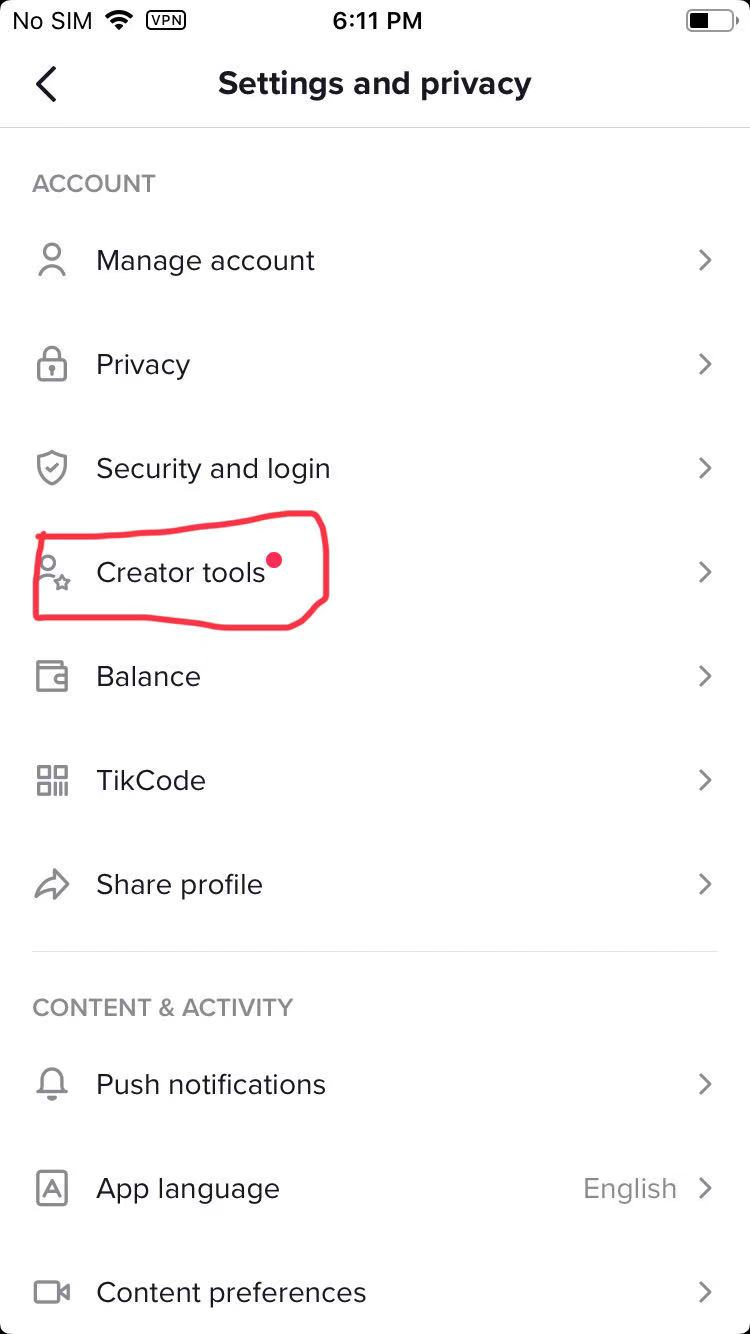 No SIM VPN 6:11 PM
Settings and privacy
ACCOUNT
Manage account
Privacy
Security and login
Creator tools
Balance
TikCode
Share profile
CONTENT & ACTIVITY
Push notifications
App language English
Content preferences